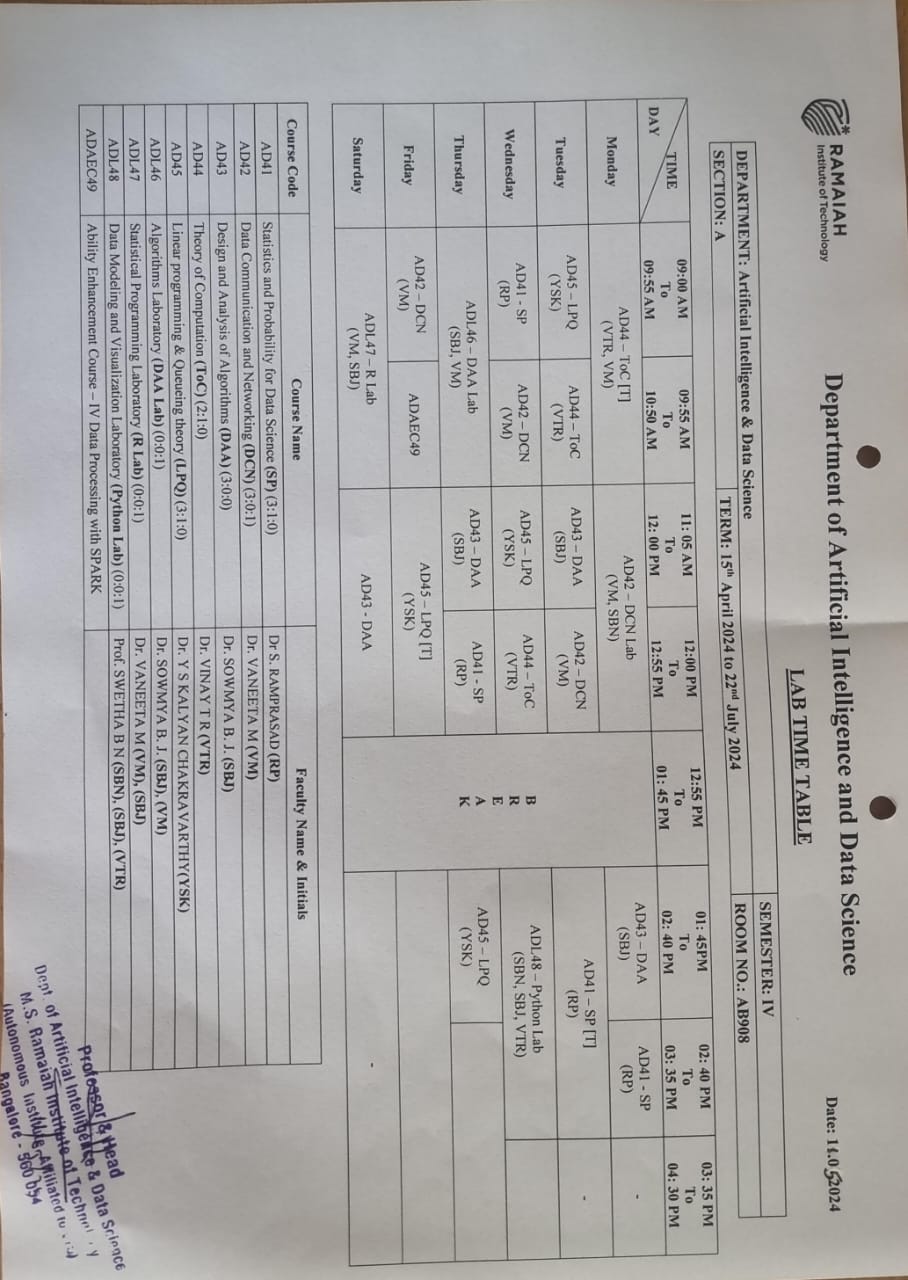 RAMAIAH
Institute of Technology
Department of Artificial Intelligence and Data Science
Date: 11.052024
LAB TIME TABLE
DEPARTMENT: Artificial Intelligence & Data Science
SEMESTER: IV
SECTION: A
TERM: 15th April 2024 to 22nd July 2024
ROOM NO.: AB908
TIME
DAY
09:00 AM To 09:55 AM
09:55 AM To 10:50 AM
11: 05 AM To 12: 00 PM
12:00 PM To 12:55 PM
12:55 PM To 01: 45 PM
01: 45PM To 02: 40 PM
02: 40 PM To 03: 35 PM
03: 35 PM To 04: 30 PM
Monday
AD44 – ToC [T]
(VTR, VM)
AD42 – DCN Lab
(VM, SBN)
AD43 – DAA
(SBJ)
AD41 - SP
(RP)
-
Tuesday
AD45 – LPQ
(YSK)
AD44 – ToC
(VTR)
AD43 – DAA
(SBJ)
AD42 – DCN
(VM)
AD41 – SP [T]
(RP)
-
Wednesday
AD41 - SP
(RP)
AD42 – DCN
(VM)
AD45 – LPQ
(YSK)
AD44 – ToC
(VTR)
BREAK
ADL48 – Python Lab
(SBN, SBJ, VTR)
Thursday
ADL46 – DAA Lab
(SBJ, VM)
AD43 – DAA
(SBJ)
AD41 - SP
(RP)
AD45 – LPQ
(YSK)
Friday
AD42 – DCN
(VM)
ADAEC49
AD45 – LPQ [T]
(YSK)
Saturday
ADL47 – R Lab
(VM, SBJ)
AD43 - DAA
-
Course Code Course Name Faculty Name & Initials
AD41 Statistics and Probability for Data Science (SP) (3:1:0) Dr S. RAMPRASAD (RP)
AD42 Data Communication and Networking (DCN) (3:0:1) Dr. VANEETA M (VM)
AD43 Design and Analysis of Algorithms (DAA) (3:0:0) Dr. SOWMYA B. J. (SBJ)
AD44 Theory of Computation (ToC) (2:1:0) Dr. VINAY T R (VTR)
AD45 Linear programming & Queueing theory (LPQ) (3:1:0) Dr. Y S KALYAN CHAKRAVARTHY(YSK)
ADL46 Algorithms Laboratory (DAA Lab) (0:0:1) Dr. SOWMYA B. J. (SBJ), (VM)
ADL47 Statistical Programming Laboratory (R Lab) (0:0:1) Dr. VANEETA M (VM), (SBJ)
ADL48 Data Modeling and Visualization Laboratory (Python Lab) (0:0:1) Prof. SWETHA B N (SBN), (SBJ), (VTR)
ADAEC49 Ability Enhancement Course – IV Data Processing with SPARK
Professor & Head
Dept. of Artificial Intelligence & Data Science
M.S. Ramaiah Institute of Technology
(Autonomous Institute, Affiliated to
Bangalore - 560 054